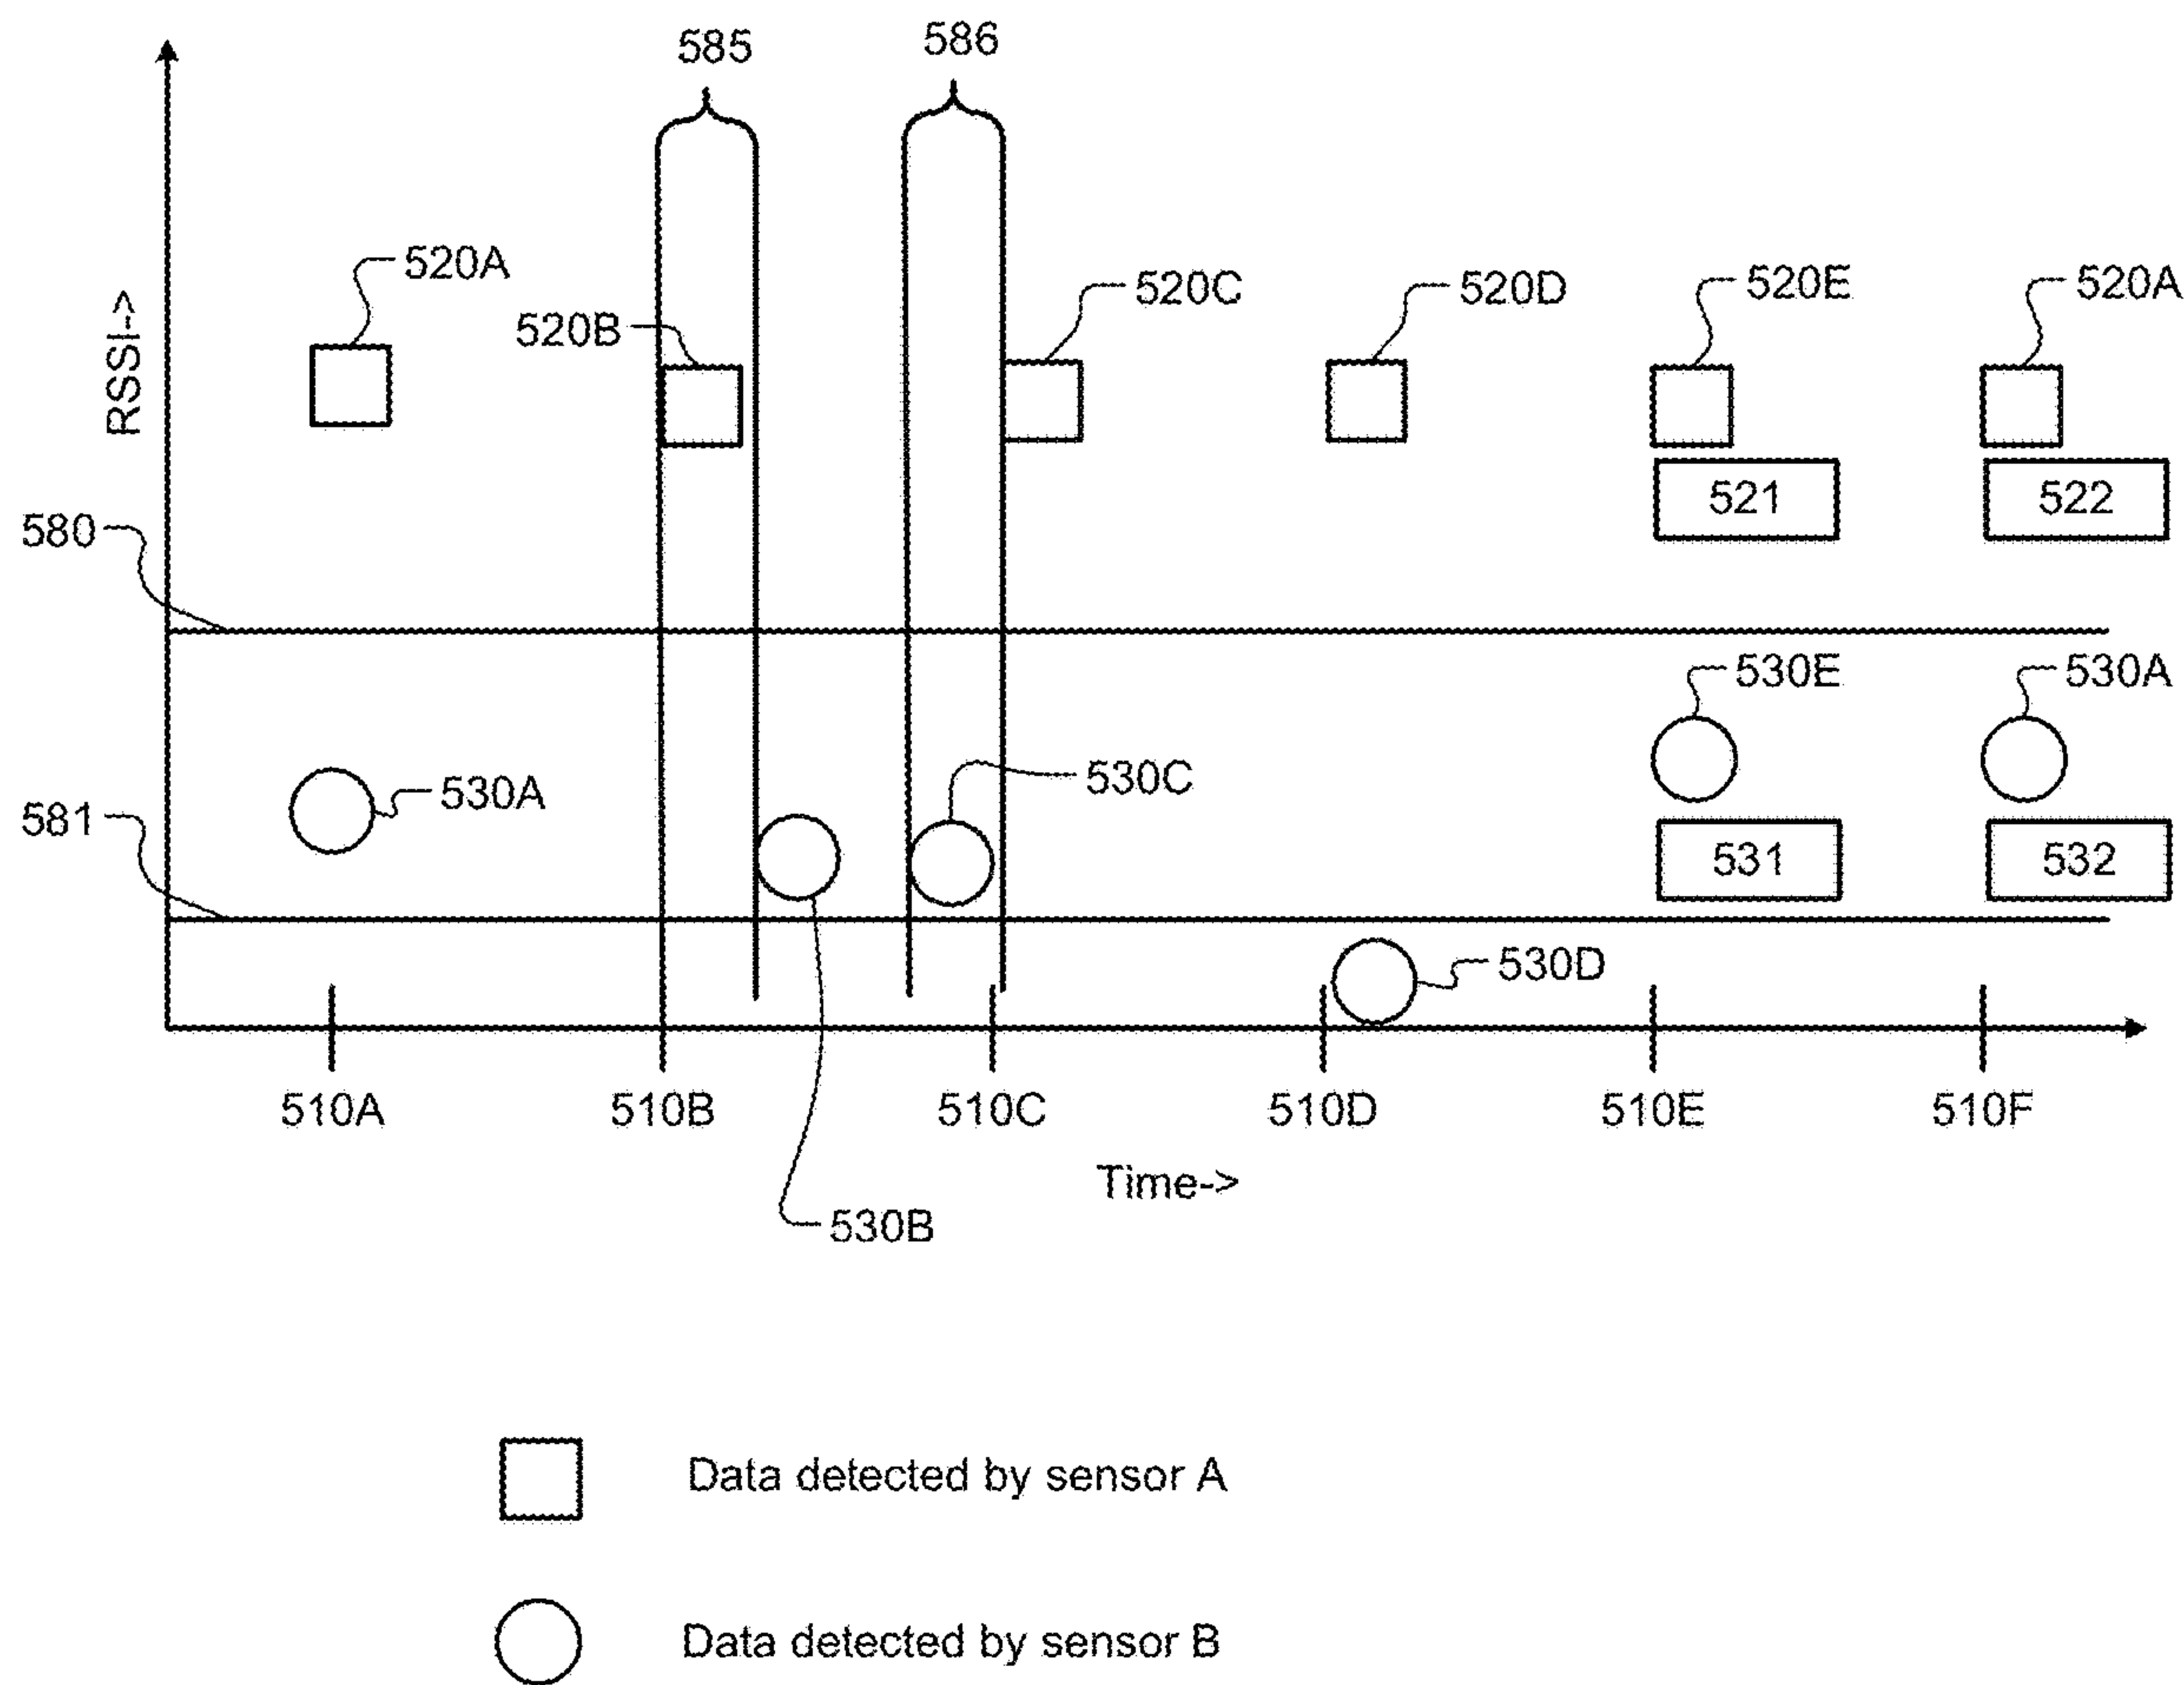 585
586
520A
520B
520C
520D
520E
520A
RSSI->
521
522
580
530E
530A
530A
530C
581
531
532
530D
510A
510B
510C
510D
510E
510F
Time->
530B
Data detected by sensor A
Data detected by sensor B